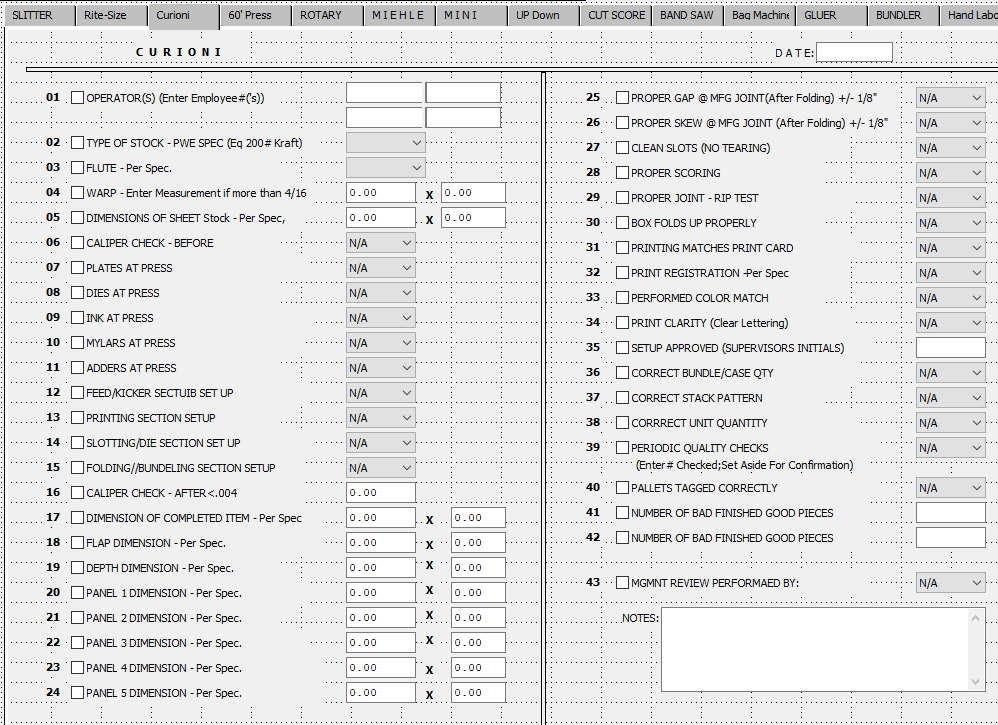 SLITTER Rite-Size Curioni 60' Press ROTARY M I E H L E M I N I UP Down CUT SCORE BAND SAW Bag Machine GLUER BUNDLER Hand Labo
C U R I O N I
D A T E:
01 OPERATOR(S) (Enter Employee#('s))
02 TYPE OF STOCK - PWE SPEC (Eq 200# Kraft)
03 FLUTE - Per Spec.
04 WARP - Enter Measurement if more than 4/16 0.00 X 0.00
05 DIMENSIONS OF SHEET Stock - Per Spec, 0.00 X 0.00
06 CALIPER CHECK - BEFORE N/A
07 PLATES AT PRESS N/A
08 DIES AT PRESS N/A
09 INK AT PRESS N/A
10 MYLARS AT PRESS N/A
11 ADDERS AT PRESS N/A
12 FEED/KICKER SECTUIB SET UP N/A
13 PRINTING SECTION SETUP N/A
14 SLOTTING/DIE SECTION SET UP N/A
15 FOLDING//BUNDELING SECTION SETUP N/A
16 CALIPER CHECK - AFTER<.004 0.00
17 DIMENSION OF COMPLETED ITEM - Per Spec 0.00 X 0.00
18 FLAP DIMENSION - Per Spec. 0.00 X 0.00
19 DEPTH DIMENSION - Per Spec. 0.00 X 0.00
20 PANEL 1 DIMENSION - Per Spec. 0.00 X 0.00
21 PANEL 2 DIMENSION - Per Spec. 0.00 X 0.00
22 PANEL 3 DIMENSION - Per Spec. 0.00 X 0.00
23 PANEL 4 DIMENSION - Per Spec. 0.00 X 0.00
24 PANEL 5 DIMENSION - Per Spec. 0.00 X 0.00
25 PROPER GAP @ MFG JOINT(After Folding) +/- 1/8" N/A
26 PROPER SKEW @ MFG JOINT (After Folding) +/- 1/8" N/A
27 CLEAN SLOTS (NO TEARING) N/A
28 PROPER SCORING N/A
29 PROPER JOINT - RIP TEST N/A
30 BOX FOLDS UP PROPERLY N/A
31 PRINTING MATCHES PRINT CARD N/A
32 PRINT REGISTRATION -Per Spec N/A
33 PERFORMED COLOR MATCH N/A
34 PRINT CLARITY (Clear Lettering) N/A
35 SETUP APPROVED (SUPERVISORS INITIALS)
36 CORRECT BUNDLE/CASE QTY N/A
37 CORRECT STACK PATTERN N/A
38 CORRRECT UNIT QUANTITY N/A
39 PERIODIC QUALITY CHECKS N/A
(Enter# Checked;Set Aside For Confirmation)
40 PALLETS TAGGED CORRECTLY N/A
41 NUMBER OF BAD FINISHED GOOD PIECES
42 NUMBER OF BAD FINISHED GOOD PIECES
43 MGMNT REVIEW PERFORMAED BY: N/A
NOTES: